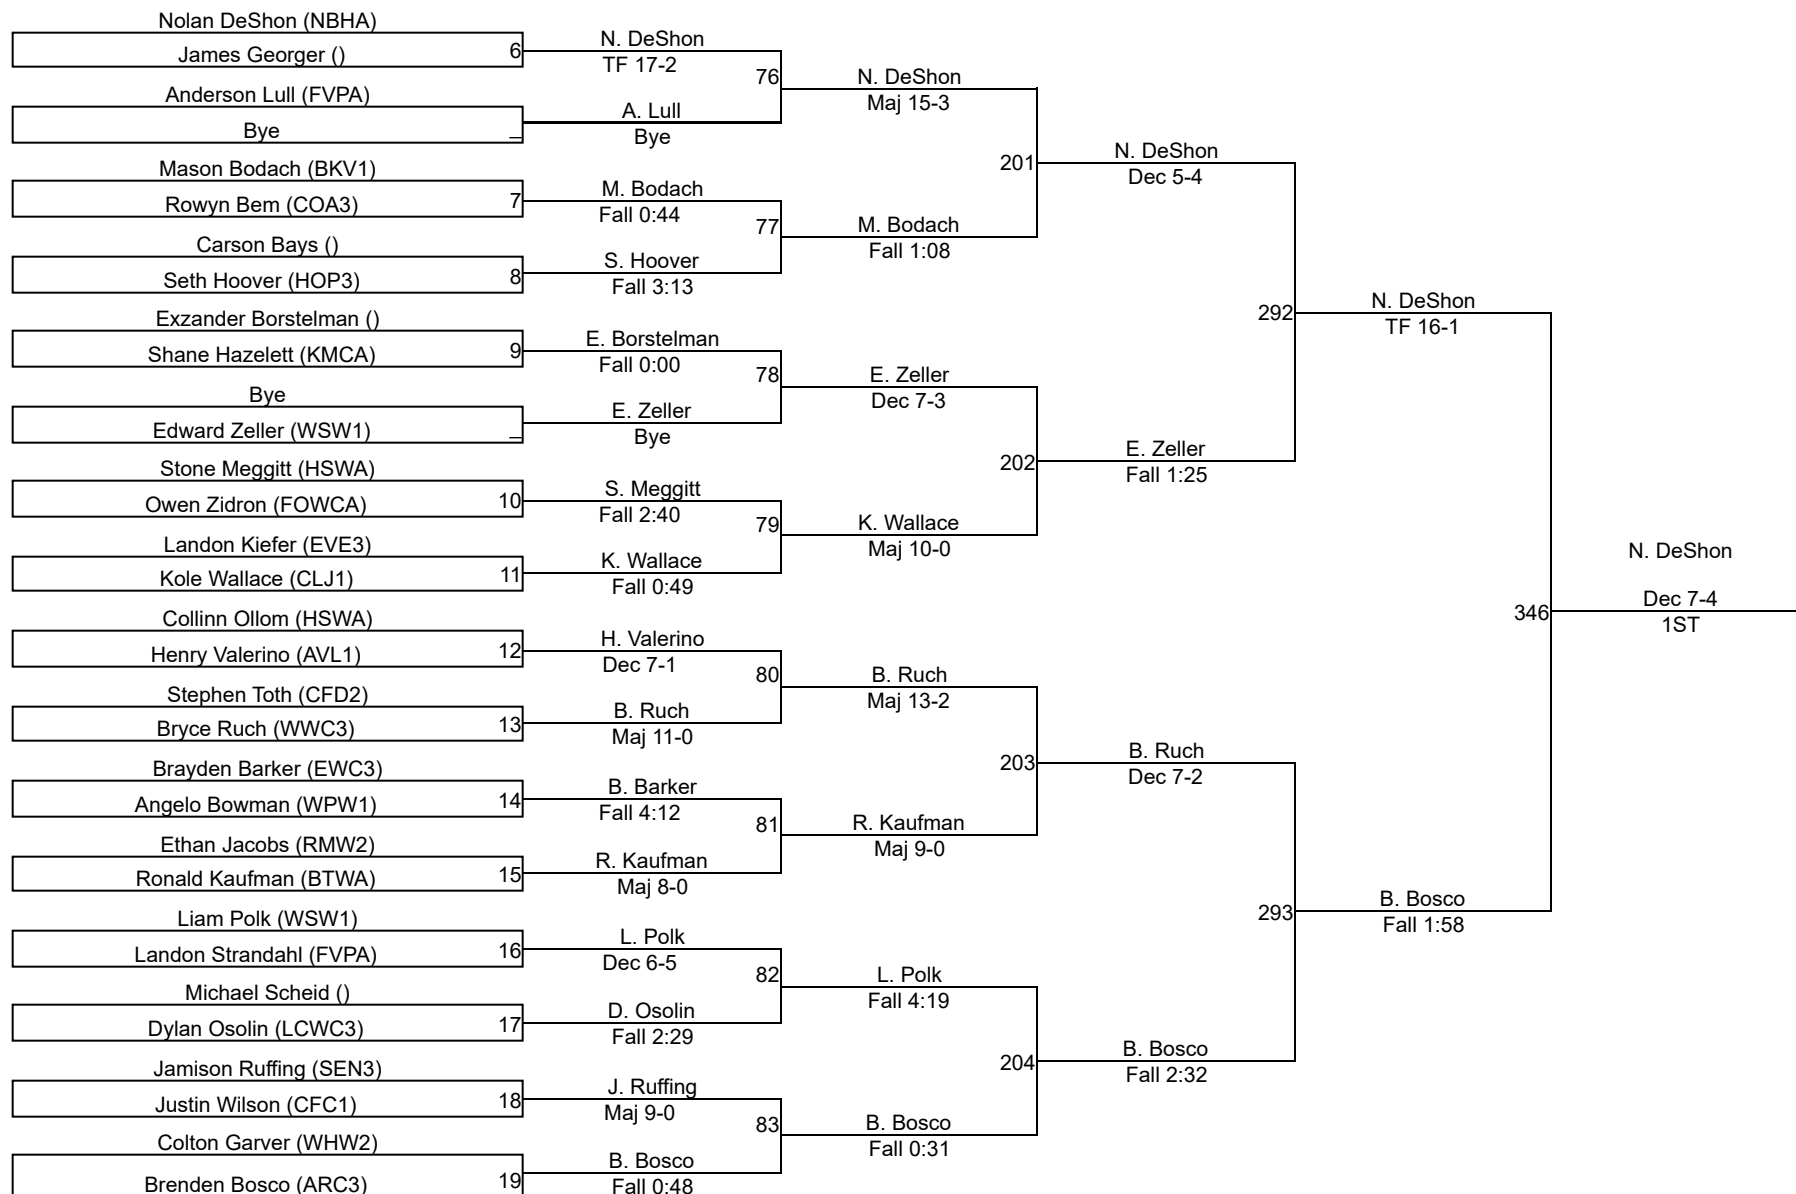 Nolan DeShon (NBHA)
James Georger ()
6
Anderson Lull (FVPA)
Bye
_
Mason Bodach (BKV1)
Rowyn Bem (COA3)
7
Carson Bays ()
Seth Hoover (HOP3)
8
Exzander Borstelman ()
Shane Hazelett (KMCA)
9
Bye
Edward Zeller (WSW1)
_
Stone Meggitt (HSWA)
Owen Zidron (FOWCA)
10
Landon Kiefer (EVE3)
Kole Wallace (CLJ1)
11
Collinn Ollom (HSWA)
Henry Valerino (AVL1)
12
Stephen Toth (CFD2)
Bryce Ruch (WWC3)
13
Brayden Barker (EWC3)
Angelo Bowman (WPW1)
14
Ethan Jacobs (RMW2)
Ronald Kaufman (BTWA)
15
Liam Polk (WSW1)
Landon Strandahl (FVPA)
16
Michael Scheid ()
Dylan Osolin (LCWC3)
17
Jamison Ruffing (SEN3)
Justin Wilson (CFC1)
18
Colton Garver (WHW2)
Brenden Bosco (ARC3)
19
N. DeShon
TF 17-2
76
A. Lull
Bye
M. Bodach
Fall 0:44
77
S. Hoover
Fall 3:13
E. Borstelman
Fall 0:00
78
E. Zeller
Bye
S. Meggitt
Fall 2:40
79
K. Wallace
Fall 0:49
H. Valerino
Dec 7-1
80
B. Ruch
Maj 11-0
B. Barker
Fall 4:12
81
R. Kaufman
Maj 8-0
L. Polk
Dec 6-5
82
D. Osolin
Fall 2:29
J. Ruffing
Maj 9-0
83
B. Bosco
Fall 0:48
N. DeShon
Maj 15-3
201
M. Bodach
Fall 1:08
E. Zeller
Dec 7-3
202
K. Wallace
Maj 10-0
B. Ruch
Maj 13-2
203
R. Kaufman
Maj 9-0
L. Polk
Fall 4:19
204
B. Bosco
Fall 0:31
N. DeShon
Dec 5-4
292
E. Zeller
Fall 1:25
B. Ruch
Dec 7-2
293
B. Bosco
Fall 2:32
N. DeShon
TF 16-1
346
B. Bosco
Fall 1:58
N. DeShon
Dec 7-4
1ST